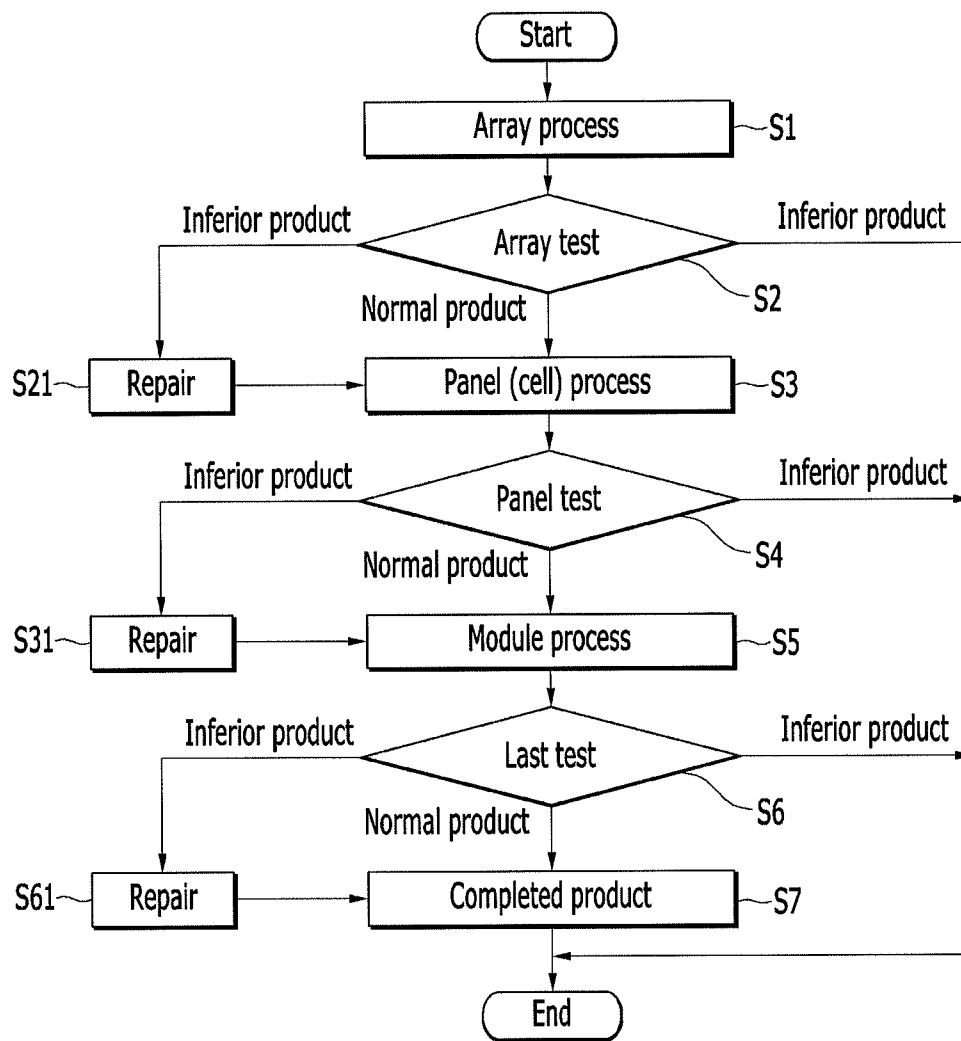 Start
Array process
S1
Inferior product
Inferior product
Array test
S2
Normal product
S21
Repair
Panel (cell) process
S3
Inferior product
Inferior product
Panel test
S4
Normal product
S31
Repair
Module process
S5
Inferior product
Inferior product
Last test
S6
Normal product
S61
Repair
Completed product
S7
End